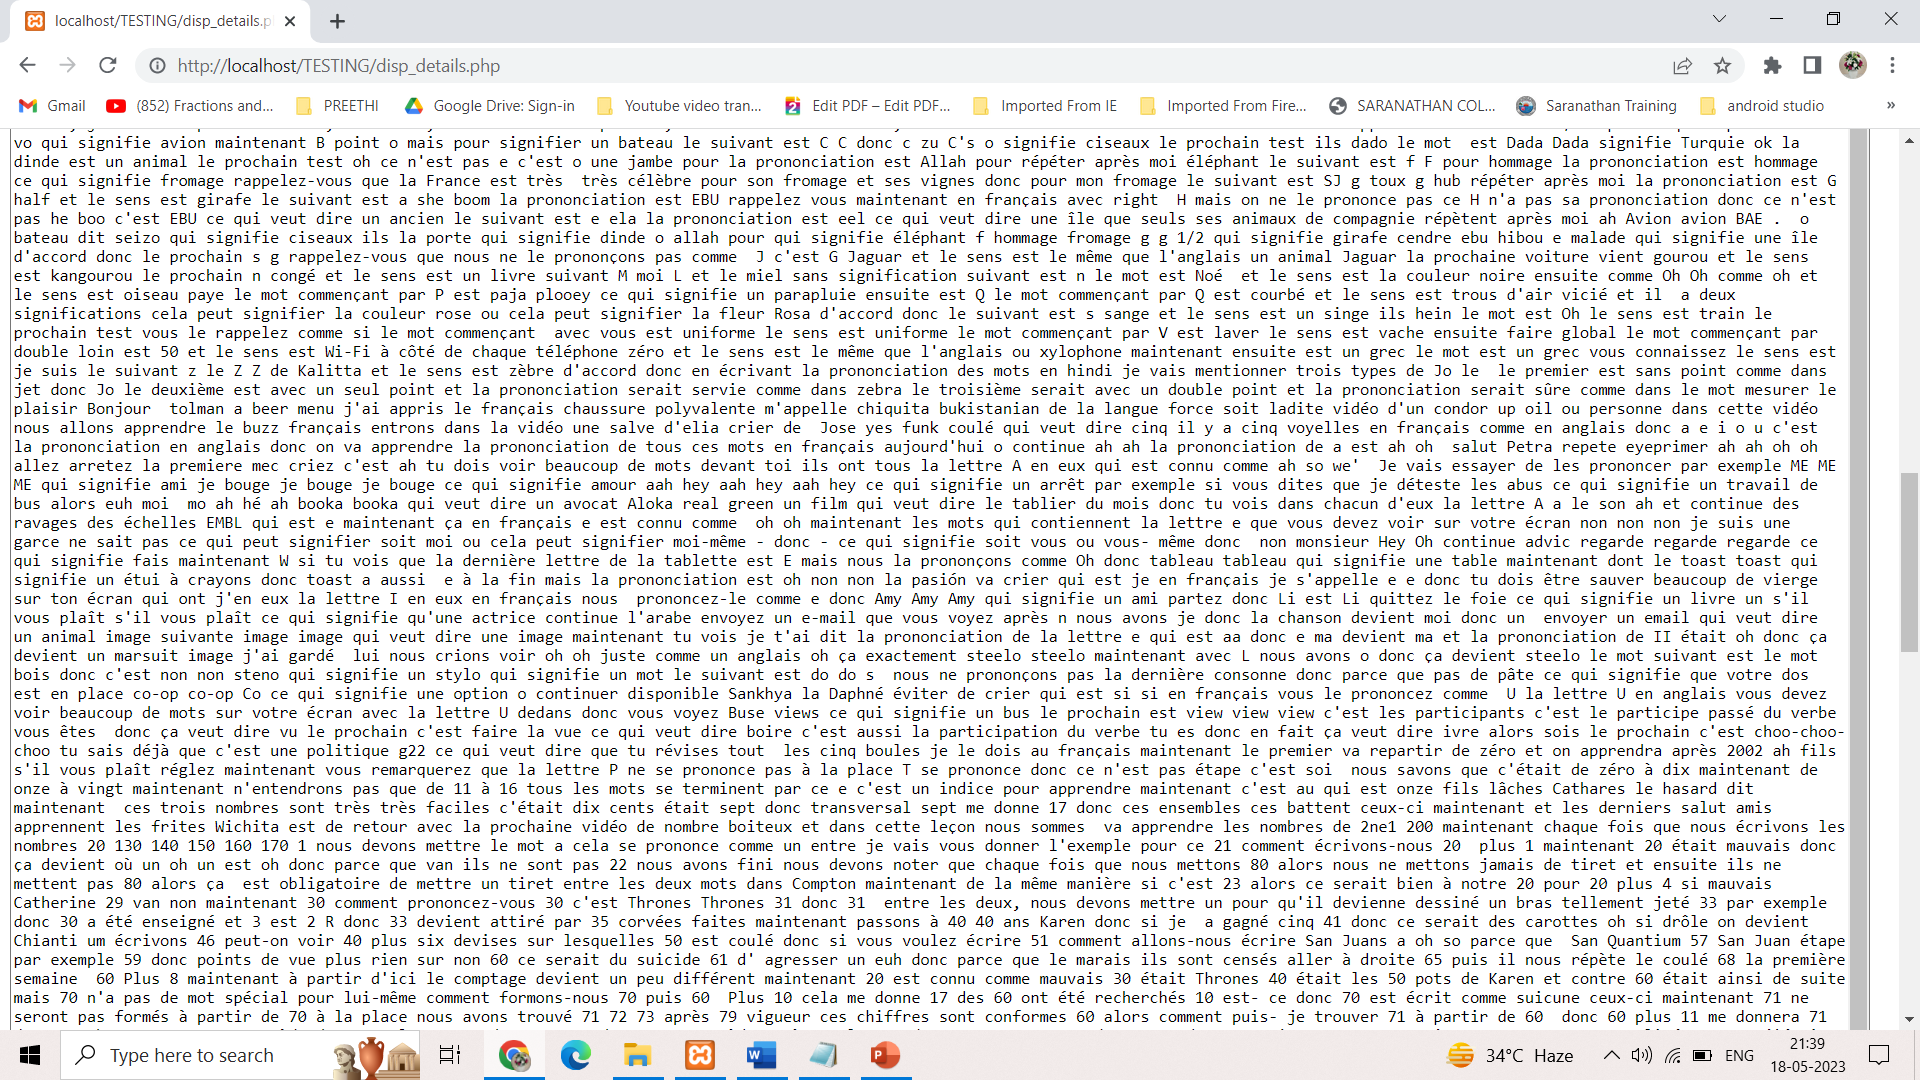 localhost/TESTING/disp_details.p
http://localhost/TESTING/disp_details.php
Gmail (852) Fractions and... PREETHI Google Drive: Sign-in Youtube video tran... Edit PDF – Edit PDF... Imported From IE Imported From Fire... SARANATHAN COL... Saranathan Training android studio »
vo qui signifie avion maintenant B point o mais pour signifier un bateau le suivant est C C donc c zu C's o signifie ciseaux le prochain test ils dado le mot  est Dada Dada signifie Turquie ok la
dinde est un animal le prochain test oh ce n'est pas e c'est o une jambe pour la prononciation est Allah pour répéter après moi éléphant le suivant est f F pour hommage la prononciation est hommage
ce qui signifie fromage rappelez-vous que la France est très  très célèbre pour son fromage et ses vignes donc pour mon fromage le suivant est SJ g toux g hub répéter après moi la prononciation est G
half et le sens est girafe le suivant est a she boom la prononciation est EBU rappelez vous maintenant en français avec right  H mais on ne le prononce pas ce H n'a pas sa prononciation donc ce n'est
pas he boo c'est EBU ce qui veut dire un ancien le suivant est e ela la prononciation est eel ce qui veut dire une île que seuls ses animaux de compagnie répètent après moi ah Avion avion BAE .  o
bateau dit seizo qui signifie ciseaux ils la porte qui signifie dinde o allah pour qui signifie éléphant f hommage fromage g g 1/2 qui signifie girafe cendre ebu hibou e malade qui signifie une île
d'accord donc le prochain s g rappelez-vous que nous ne le prononçons pas comme  J c'est G Jaguar et le sens est le même que l'anglais un animal Jaguar la prochaine voiture vient gourou et le sens
est kangourou le prochain n congé et le sens est un livre suivant M moi L et le miel sans signification suivant est n le mot est Noé  et le sens est la couleur noire ensuite comme Oh Oh comme oh et
le sens est oiseau paye le mot commençant par P est paja plooey ce qui signifie un parapluie ensuite est Q le mot commençant par Q est courbé et le sens est trous d'air vicié et il  a deux
significations cela peut signifier la couleur rose ou cela peut signifier la fleur Rosa d'accord donc le suivant est s sange et le sens est un singe ils hein le mot est Oh le sens est train le
prochain test vous le rappelez comme si le mot commençant  avec vous est uniforme le sens est uniforme le mot commençant par V est laver le sens est vache ensuite faire global le mot commençant par
double loin est 50 et le sens est Wi-Fi à côté de chaque téléphone zéro et le sens est le même que l'anglais ou xylophone maintenant ensuite est un grec le mot est un grec vous connaissez le sens est
je suis le suivant z le Z Z de Kalitta et le sens est zèbre d'accord donc en écrivant la prononciation des mots en hindi je vais mentionner trois types de Jo le  le premier est sans point comme dans
jet donc Jo le deuxième est avec un seul point et la prononciation serait servie comme dans zebra le troisième serait avec un double point et la prononciation serait sûre comme dans le mot mesurer le
plaisir Bonjour  tolman a beer menu j'ai appris le français chaussure polyvalente m'appelle chiquita bukistanian de la langue force soit ladite vidéo d'un condor up oil ou personne dans cette vidéo
nous allons apprendre le buzz français entrons dans la vidéo une salve d'elia crier de  Jose yes funk coulé qui veut dire cinq il y a cinq voyelles en français comme en anglais donc a e i o u c'est
la prononciation en anglais donc on va apprendre la prononciation de tous ces mots en français aujourd'hui o continue ah ah la prononciation de a est ah oh  salut Petra repete eyeprimer ah ah oh oh
allez arretez la premiere mec criez c'est ah tu dois voir beaucoup de mots devant toi ils ont tous la lettre A en eux qui est connu comme ah so we'  Je vais essayer de les prononcer par exemple ME ME
ME qui signifie ami je bouge je bouge je bouge ce qui signifie amour aah hey aah hey aah hey ce qui signifie un arrêt par exemple si vous dites que je déteste les abus ce qui signifie un travail de
bus alors euh moi  mo ah hé ah booka booka qui veut dire un avocat Aloka real green un film qui veut dire le tablier du mois donc tu vois dans chacun d'eux la lettre A a le son ah et continue des
ravages des échelles EMBL qui est e maintenant ça en français e est connu comme  oh oh maintenant les mots qui contiennent la lettre e que vous devez voir sur votre écran non non non je suis une
garce ne sait pas ce qui peut signifier soit moi ou cela peut signifier moi-même - donc - ce qui signifie soit vous ou vous- même donc  non monsieur Hey Oh continue advic regarde regarde regarde ce
qui signifie fais maintenant W si tu vois que la dernière lettre de la tablette est E mais nous la prononçons comme Oh donc tableau tableau qui signifie une table maintenant dont le toast toast qui
signifie un étui à crayons donc toast a aussi  e à la fin mais la prononciation est oh non non la pasión va crier qui est je en français je s'appelle e e donc tu dois être sauver beaucoup de vierge
sur ton écran qui ont j'en eux la lettre I en eux en français nous  prononcez-le comme e donc Amy Amy Amy qui signifie un ami partez donc Li est Li quittez le foie ce qui signifie un livre un s'il
vous plaît s'il vous plaît ce qui signifie qu'une actrice continue l'arabe envoyez un e-mail que vous voyez après n nous avons je donc la chanson devient moi donc un  envoyer un email qui veut dire
un animal image suivante image image qui veut dire une image maintenant tu vois je t'ai dit la prononciation de la lettre e qui est aa donc e ma devient ma et la prononciation de II était oh donc ça
devient un marsuit image j'ai gardé  lui nous crions voir oh oh juste comme un anglais oh ça exactement steelo steelo maintenant avec L nous avons o donc ça devient steelo le mot suivant est le mot
bois donc c'est non non steno qui signifie un stylo qui signifie un mot le suivant est do do s  nous ne prononçons pas la dernière consonne donc parce que pas de pâte ce qui signifie que votre dos
est en place co-op co-op Co ce qui signifie une option o continuer disponible Sankhya la Daphné éviter de crier qui est si si en français vous le prononcez comme  U la lettre U en anglais vous devez
voir beaucoup de mots sur votre écran avec la lettre U dedans donc vous voyez Buse views ce qui signifie un bus le prochain est view view view c'est les participants c'est le participe passé du verbe
vous êtes  donc ça veut dire vu le prochain c'est faire la vue ce qui veut dire boire c'est aussi la participation du verbe tu es donc en fait ça veut dire ivre alors sois le prochain c'est choo-choo-
choo tu sais déjà que c'est une politique g22 ce qui veut dire que tu révises tout  les cinq boules je le dois au français maintenant le premier va repartir de zéro et on apprendra après 2002 ah fils
s'il vous plaît réglez maintenant vous remarquerez que la lettre P ne se prononce pas à la place T se prononce donc ce n'est pas étape c'est soi  nous savons que c'était de zéro à dix maintenant de
onze à vingt maintenant n'entendrons pas que de 11 à 16 tous les mots se terminent par ce e c'est un indice pour apprendre maintenant c'est au qui est onze fils lâches Cathares le hasard dit
maintenant  ces trois nombres sont très très faciles c'était dix cents était sept donc transversal sept me donne 17 donc ces ensembles ces battent ceux-ci maintenant et les derniers salut amis
apprennent les frites Wichita est de retour avec la prochaine vidéo de nombre boiteux et dans cette leçon nous sommes  va apprendre les nombres de 2ne1 200 maintenant chaque fois que nous écrivons les
nombres 20 130 140 150 160 170 1 nous devons mettre le mot a cela se prononce comme un entre je vais vous donner l'exemple pour ce 21 comment écrivons-nous 20  plus 1 maintenant 20 était mauvais donc
ça devient où un oh un est oh donc parce que van ils ne sont pas 22 nous avons fini nous devons noter que chaque fois que nous mettons 80 alors nous ne mettons jamais de tiret et ensuite ils ne
mettent pas 80 alors ça  est obligatoire de mettre un tiret entre les deux mots dans Compton maintenant de la même manière si c'est 23 alors ce serait bien à notre 20 pour 20 plus 4 si mauvais
Catherine 29 van non maintenant 30 comment prononcez-vous 30 c'est Thrones Thrones 31 donc 31  entre les deux, nous devons mettre un pour qu'il devienne dessiné un bras tellement jeté 33 par exemple
donc 30 a été enseigné et 3 est 2 R donc 33 devient attiré par 35 corvées faites maintenant passons à 40 40 ans Karen donc si je  a gagné cinq 41 donc ce serait des carottes oh si drôle on devient
Chianti um écrivons 46 peut-on voir 40 plus six devises sur lesquelles 50 est coulé donc si vous voulez écrire 51 comment allons-nous écrire San Juans a oh so parce que  San Quantium 57 San Juan étape
par exemple 59 donc points de vue plus rien sur non 60 ce serait du suicide 61 d' agresser un euh donc parce que le marais ils sont censés aller à droite 65 puis il nous répète le coulé 68 la première
semaine  60 Plus 8 maintenant à partir d'ici le comptage devient un peu différent maintenant 20 est connu comme mauvais 30 était Thrones 40 était les 50 pots de Karen et contre 60 était ainsi de suite
mais 70 n'a pas de mot spécial pour lui-même comment formons-nous 70 puis 60  Plus 10 cela me donne 17 des 60 ont été recherchés 10 est- ce donc 70 est écrit comme suicune ceux-ci maintenant 71 ne
seront pas formés à partir de 70 à la place nous avons trouvé 71 72 73 après 79 vigueur ces chiffres sont conformes 60 alors comment puis- je trouver 71 à partir de 60  donc 60 plus 11 me donnera 71
Type here to search 34°C Haze ENG 21:39
18-05-2023